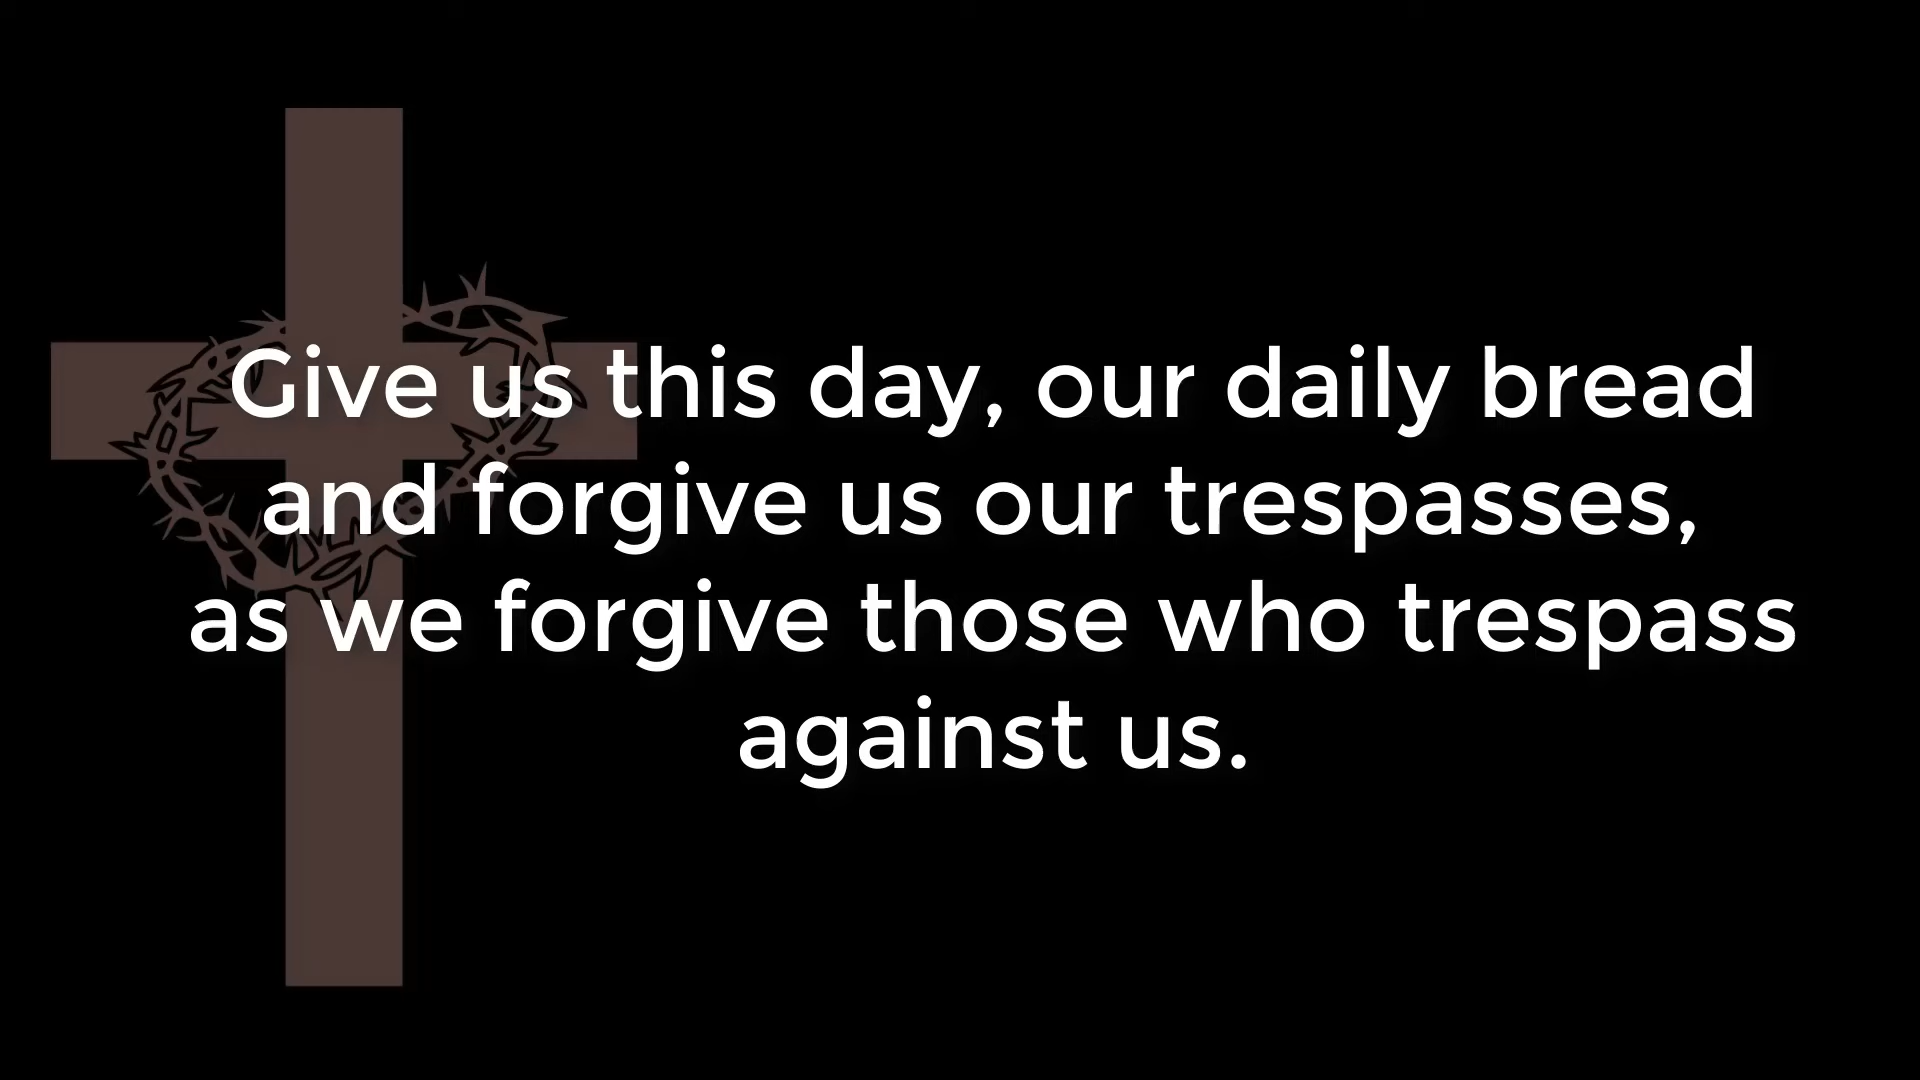 Give us this day, our daily bread
and forgive us our trespasses,
as we forgive those who trespass
against us.